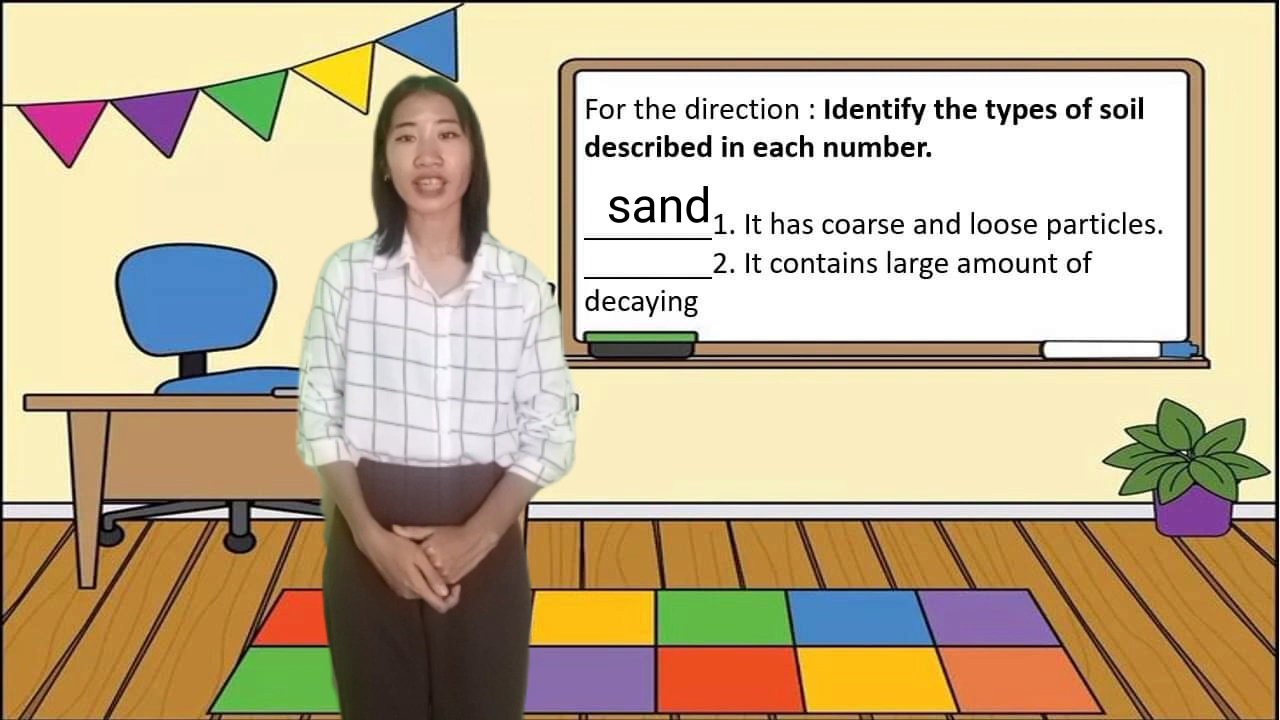 For the direction : Identify the types of soil
described in each number.
sand
________1. It has coarse and loose particles.
________2. It contains large amount of
decaying